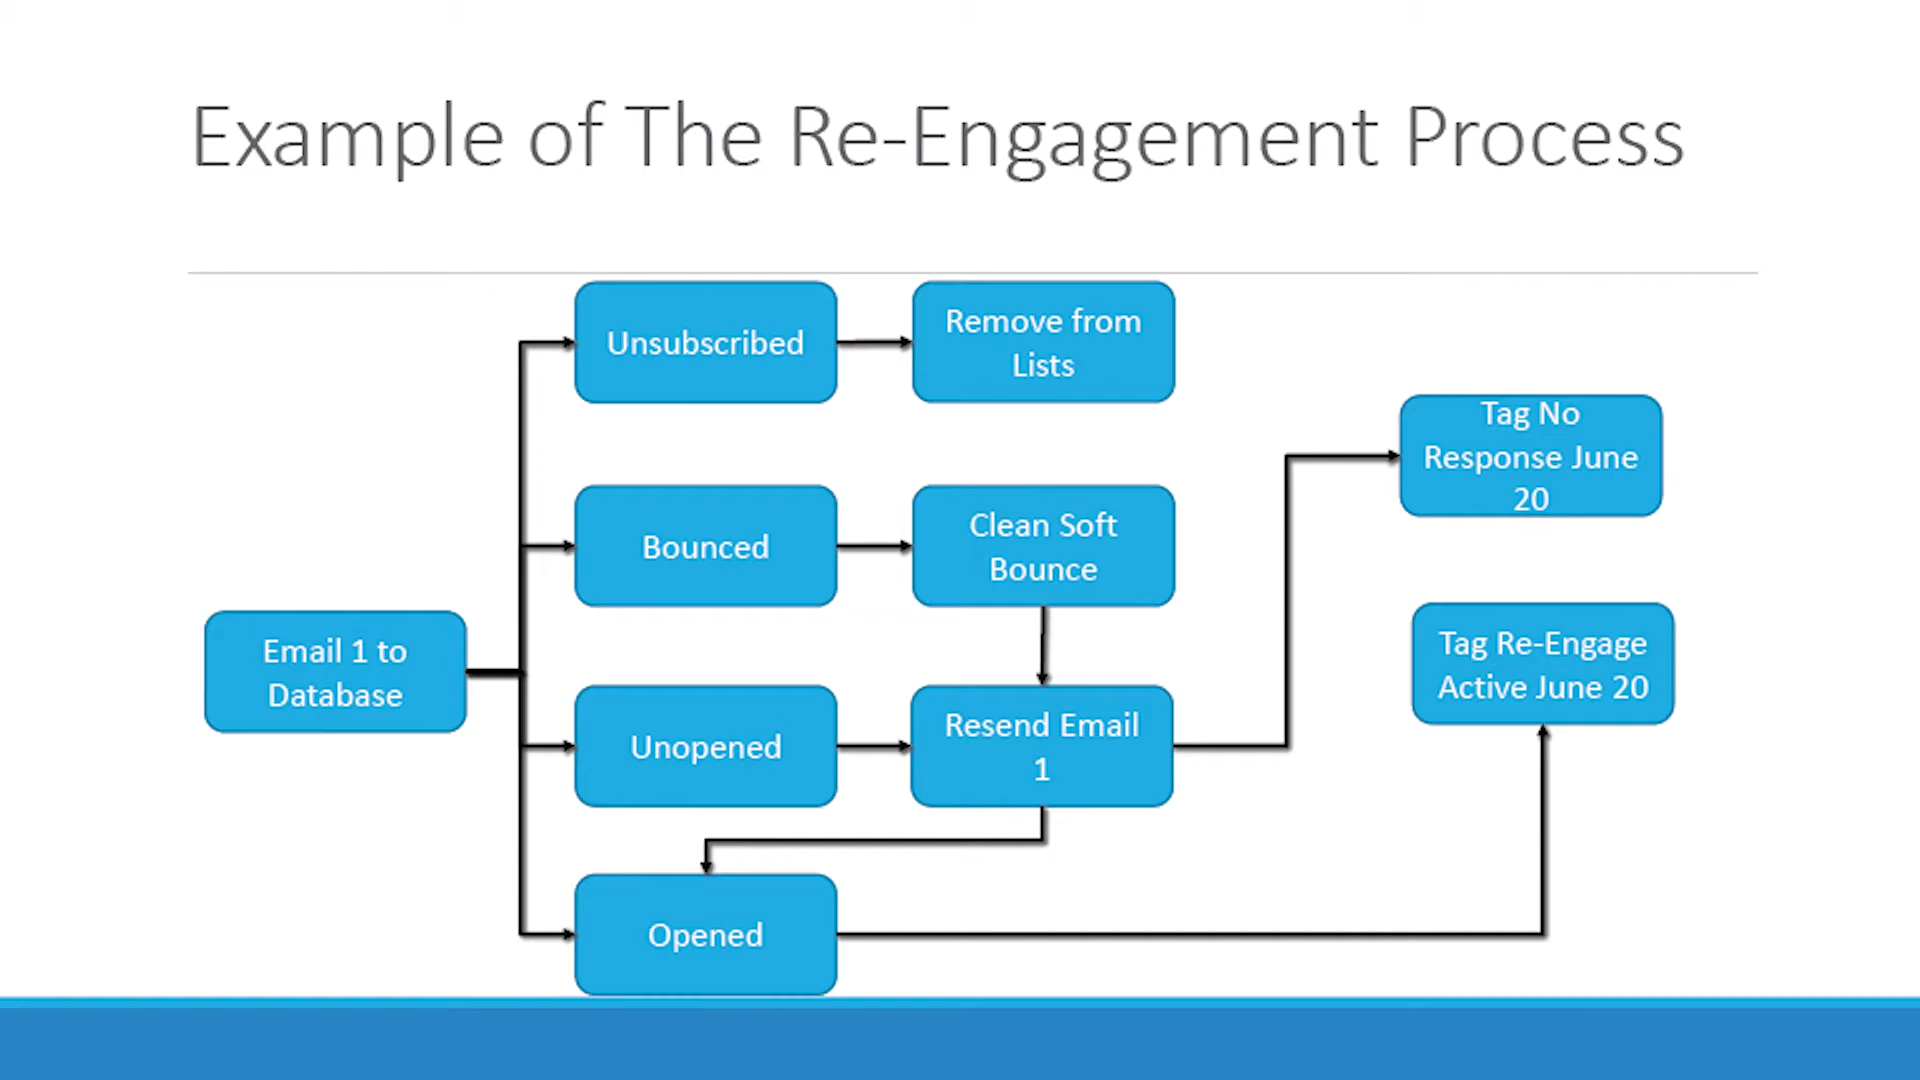 Example of The Re-Engagement Process
Unsubscribed
Remove from
Lists
Tag No
Response June
20
Bounced
Clean Soft
Bounce
Email 1 to
Database
Tag Re-Engage
Active June 20
Unopened
Resend Email
1
Opened